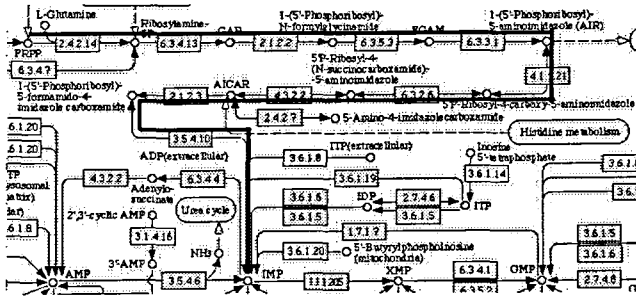 L-Glutamine
Ribosylamine-
1-(5'-Phosphoribosyl)-
N-formylglycinamide
1-(5'-Phosphoribosyl)-
5-aminoimidazole (AIR)
PRPP
2.4.2.14
6.3.4.13
GAR
2.1.2.2
6.3.5.3
FGAM
6.3.3.1
6.3.4.7
1-(5'-Phosphoribosyl)-
5-formamido-4-
imidazole carboxamide
AICAR
5'P-Ribosyl-4-
(N-succinocarboxamide)-
5-aminoimidazole
4.1.1.21
2.1.2.3
4.3.2.2
6.3.2.6
5'P-Ribosyl-4-carboxy-5-aminoimidazole
2.4.2.7
5-Amino-4-imidazolecarboxamide
3.5.4.10
Histidine metabolism
ADP(extracellular)
ITP(extracellular)
Inosine
5'-tetraphosphate
3.6.1.8
3.6.1.14
3.6.1.19
4.3.2.2
6.3.4.4
Adenylo-
succinate
3.6.1.6
2.7.4.6
IDP
ITP
3.6.1.5
3.6.1.5
2',3'-cyclic AMP
Urea cycle
1.7.1.7
3.1.4.16
3.6.1.20
5'-Butyrylphosphoinosine
(mitochondria)
3'-AMP
NH3
AMP
3.5.4.6
IMP
1.1.1.205
XMP
6.3.4.1
6.3.5.2
GMP
3.6.1.5
3.6.1.6
2.7.4.8